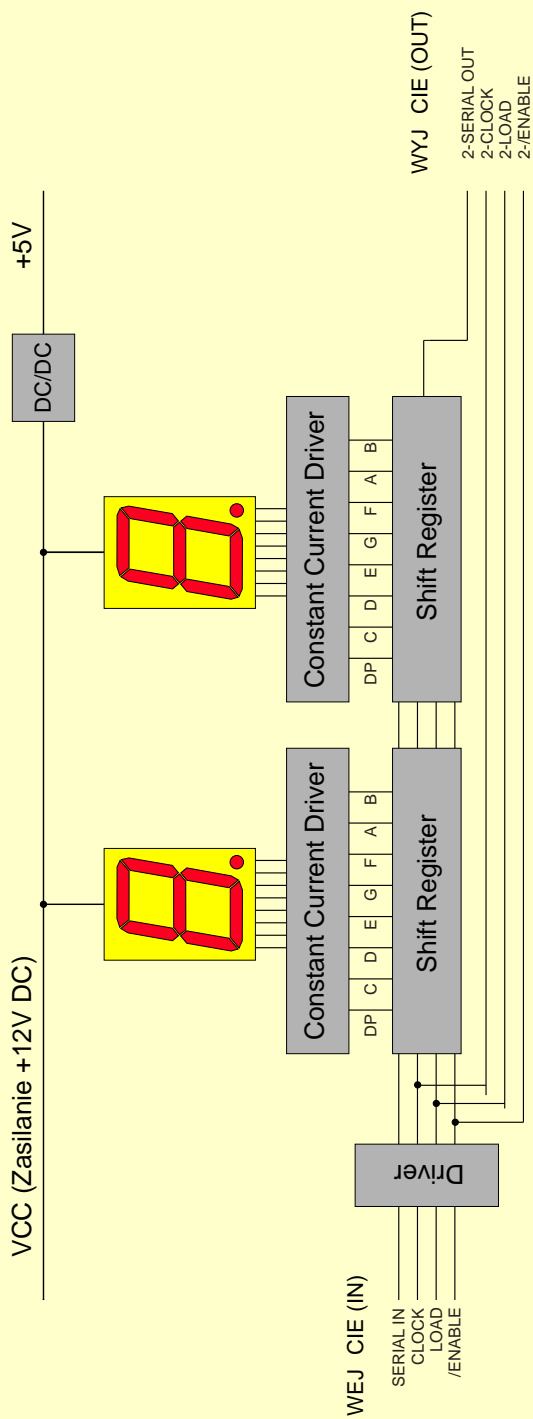 VCC (Zasilanie +12V DC)
DC/DC
+5V
Constant Current Driver
Constant Current Driver
DP C D E G F A B
DP C D E G F A B
Shift Register
Shift Register
Driver
WEJ CIE (IN)
SERIAL IN
CLOCK
LOAD
/ENABLE
WYJ CIE (OUT)
2-SERIAL OUT
2-CLOCK
2-LOAD
2-/ENABLE